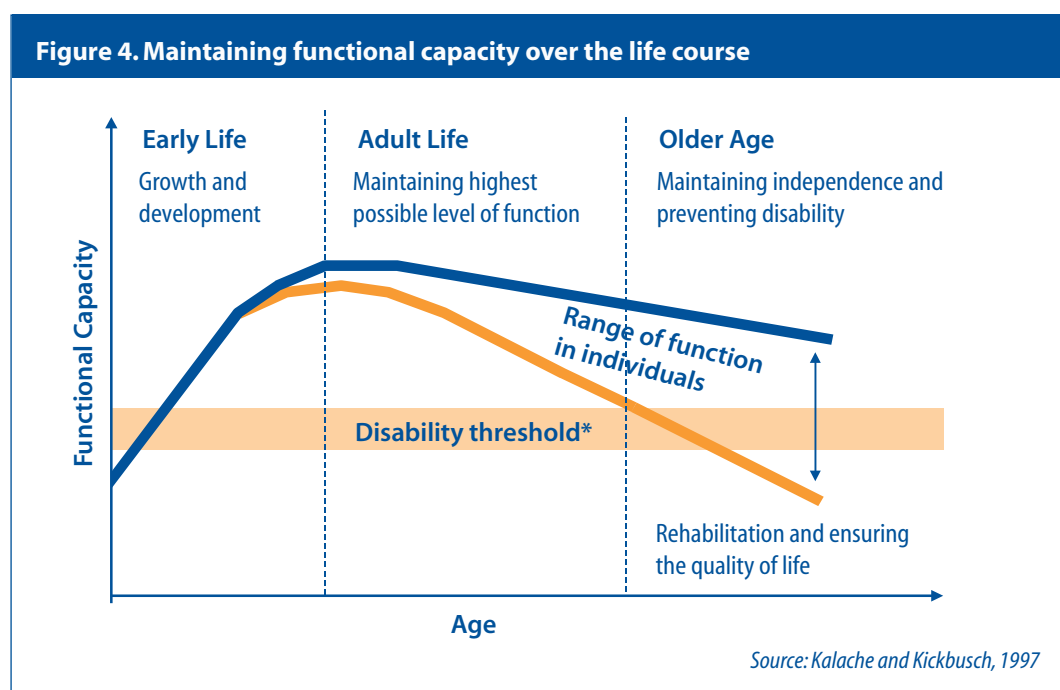 Figure 4. Maintaining functional capacity over the life course
Early Life
Growth and
development
Adult Life
Maintaining highest
possible level of function
Older Age
Maintaining independence and
preventing disability
Functional Capacity
Range of function
in individuals
Disability threshold*
Rehabilitation and ensuring
the quality of life
Age
Source: Kalache and Kickbusch, 1997